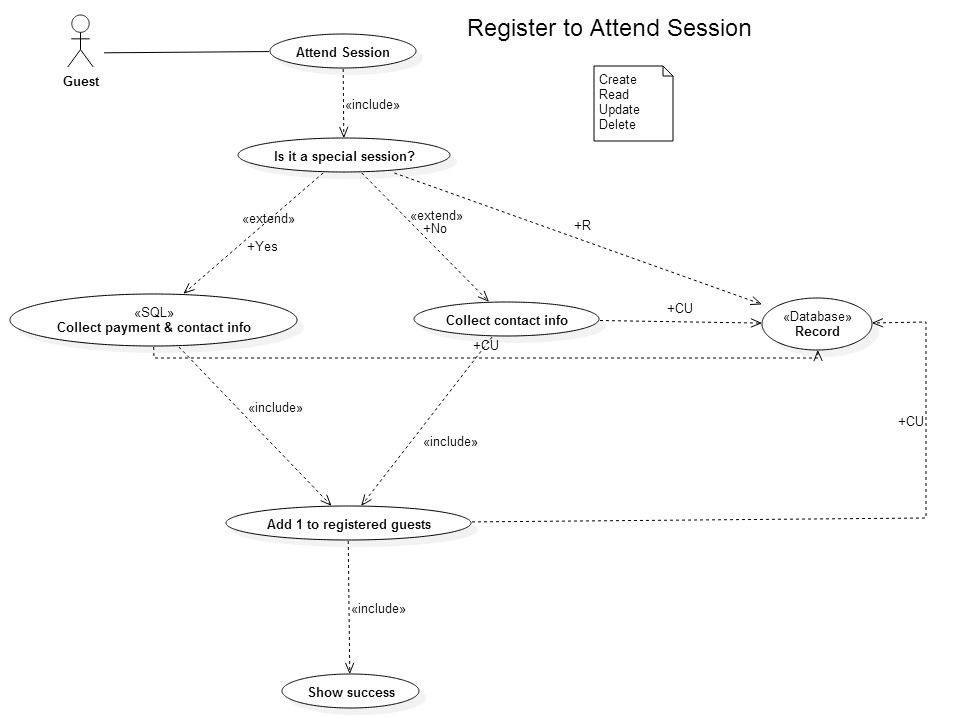 Register to Attend Session
Guest
Attend Session
Create
Read
Update
Delete
«include»
Is it a special session?
«extend»
+Yes
«extend»
+No
+R
«SQL»
Collect payment & contact info
Collect contact info
+CU
«Database»
Record
+CU
«include»
«include»
+CU
Add 1 to registered guests
«include»
Show success